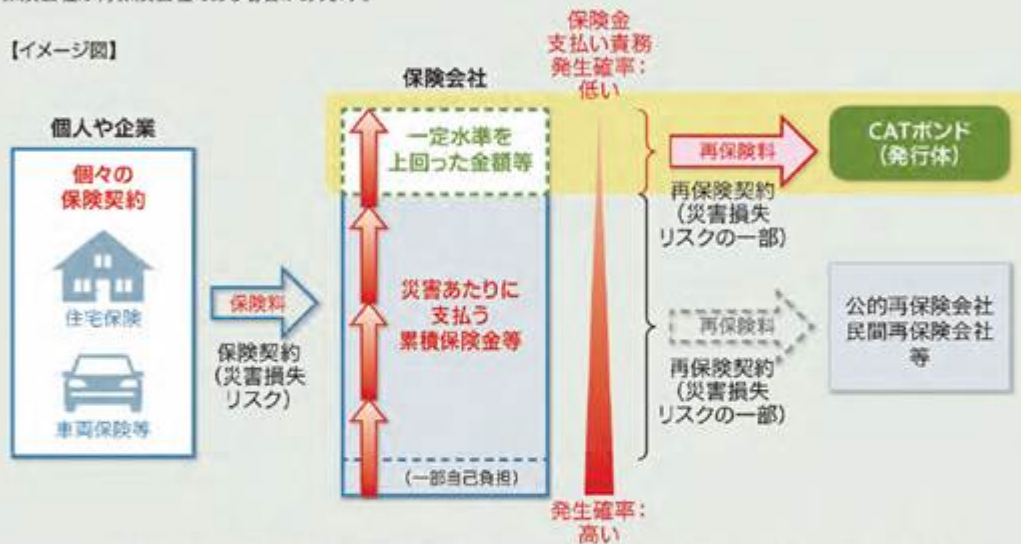 【イメージ図】
個人や企業
個々の
保険契約
住宅保険
車両保険等
保険料
保険契約
(災害損失
リスク)
保険会社
一定水準を
上回った金額等
災害あたりに
支払う
累積保険金等
(一部自己負担)
保険金
支払い責務
発生確率:
低い
発生確率:
高い
再保険料
再保険契約
(災害損失
リスクの一部)
CATボンド
(発行体)
再保険料
再保険契約
(災害損失
リスクの一部)
公的再保険会社
民間再保険会社
等